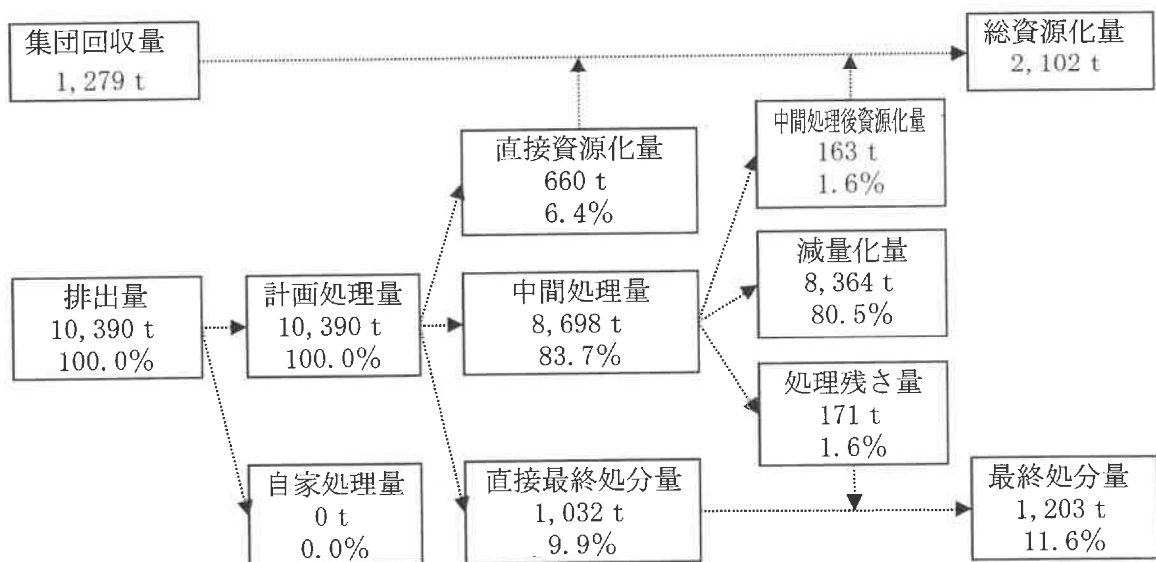 集団回収量
1,279 t
総資源化量
2,102 t
直接資源化量
660 t
6.4%
中間処理後資源化量
163 t
1.6%
排出量
10,390 t
100.0%
計画処理量
10,390 t
100.0%
中間処理量
8,698 t
83.7%
減量化量
8,364 t
80.5%
処理残さ量
171 t
1.6%
自家処理量
0 t
0.0%
直接最終処分量
1,032 t
9.9%
最終処分量
1,203 t
11.6%